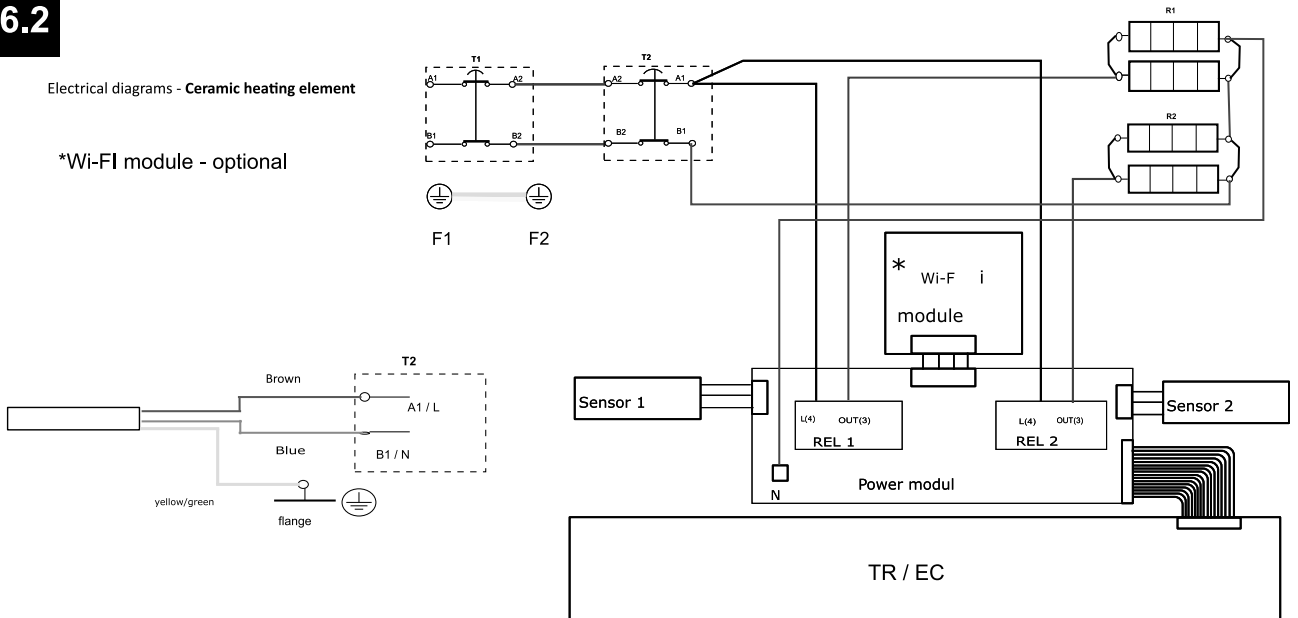 6.2
Electrical diagrams - Ceramic heating element
*Wi-FI module - optional
T1
T2
R1
A1
A2
A2
A1
B1
B2
B2
B1
R2
F1
F2
* Wi-F i
module
Sensor 1
Sensor 2
L(4)
OUT(3)
REL 1
L(4)
OUT(3)
REL 2
N
Power modul
TR / EC
T2
Brown
A1 / L
Blue
B1 / N
yellow/green
flange